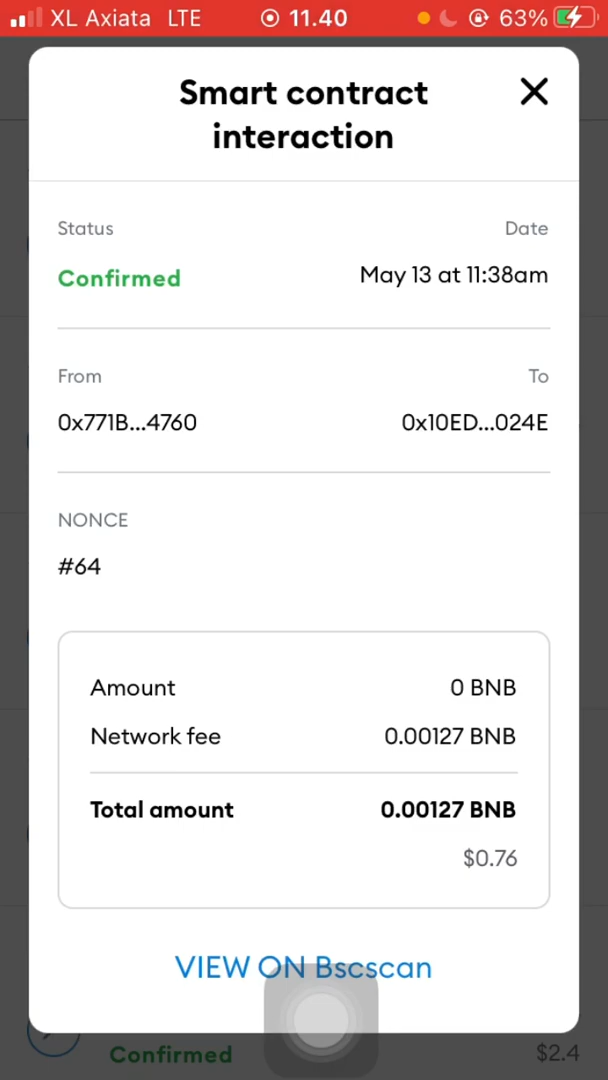 XL Axiata LTE 11.40 63%
Smart contract
interaction
Status Date
Confirmed May 13 at 11:38am
From To
0x771B...4760 0x10ED...024E
NONCE
#64
Amount 0 BNB
Network fee 0.00127 BNB
Total amount 0.00127 BNB
$0.76
VIEW ON Bscscan
Confirmed $2.4